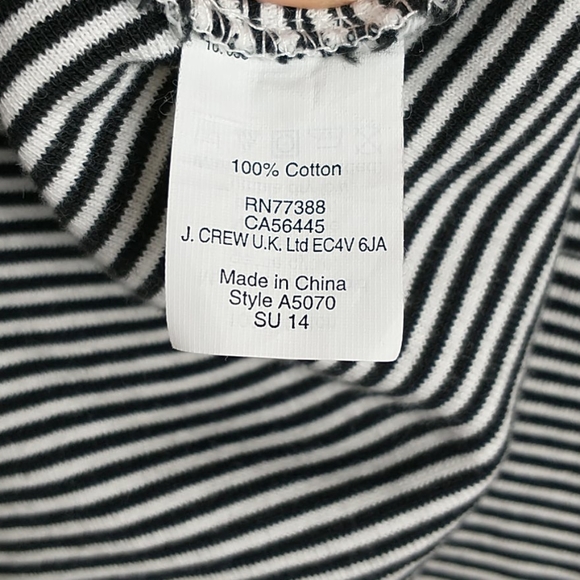 100% Cotton
RN77388
CA56445
J. CREW U.K. Ltd EC4V 6JA
Made in China
Style A5070
SU 14